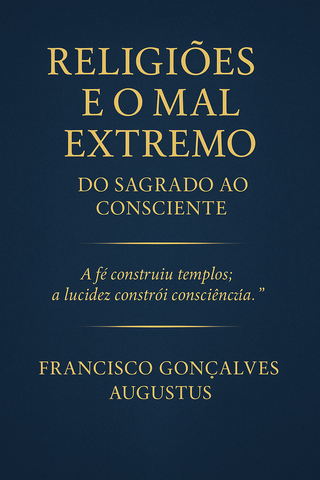 RELIGIÕES
E O MAL
EXTREMO
DO SAGRADO AO
CONSCIENTE
A fé construiu templos;
a lucidez constrói consciência.”
FRANCISCO GONÇALVES
AUGUSTUS